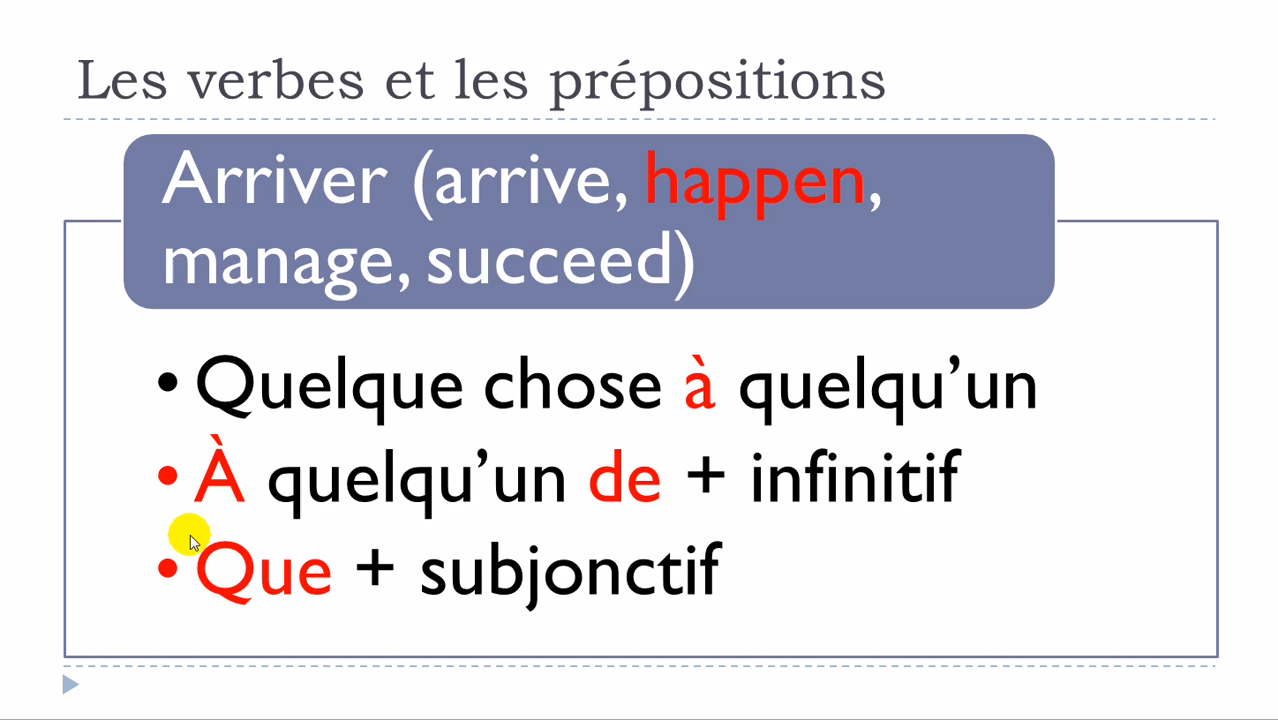 Les verbes et les prépositions
Arriver (arrive, happen,
manage, succeed)
• Quelque chose à quelqu’un
• À quelqu’un de + infinitif
• Que + subjonctif